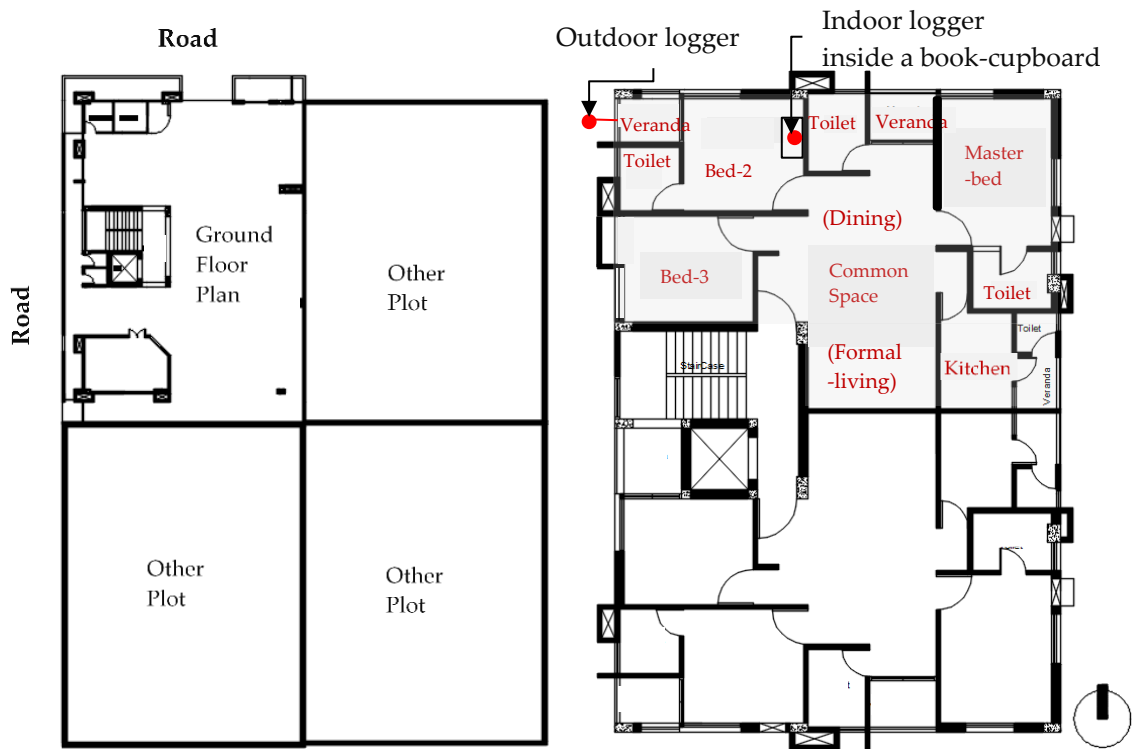 Road
Road
Ground
Floor
Plan
Other
Plot
Other
Plot
Other
Plot
Outdoor logger
Indoor logger
inside a book-cupboard
Veranda
Toilet
Bed-2
Toilet
Veranda
Master
-bed
(Dining)
Bed-3
Common
Space
Toilet
(Formal
-living)
Kitchen
Toilet
Veranda
StairCase